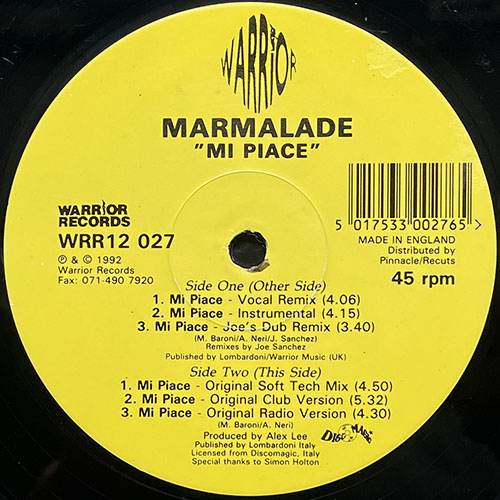 WARRIOR
MARMALADE
"MI PIACE"
WARRIOR
RECORDS
WRR12 027
℗ & © 1992
Warrior Records
Fax: 071-490 7920
5 017533 002765 >
MADE IN ENGLAND
Distributed by
Pinnacle/Recuts
45 rpm
Side One (Other Side)
1. Mi Piace - Vocal Remix (4.06)
2. Mi Piace - Instrumental (4.15)
3. Mi Piace - Joe's Dub Remix (3.40)
(M. Baroni/A. Neri/J. Sanchez)
Remixes by Joe Sanchez
Published by Lombardoni/Warrior Music (UK)
Side Two (This Side)
1. Mi Piace - Original Soft Tech Mix (4.50)
2. Mi Piace - Original Club Version (5.32)
3. Mi Piace - Original Radio Version (4.30)
(M. Baroni/A. Neri)
Produced by Alex Lee
Published by Lombardoni Italy
Licensed from Discomagic, Italy
Special thanks to Simon Holton
DISCOMAGIC